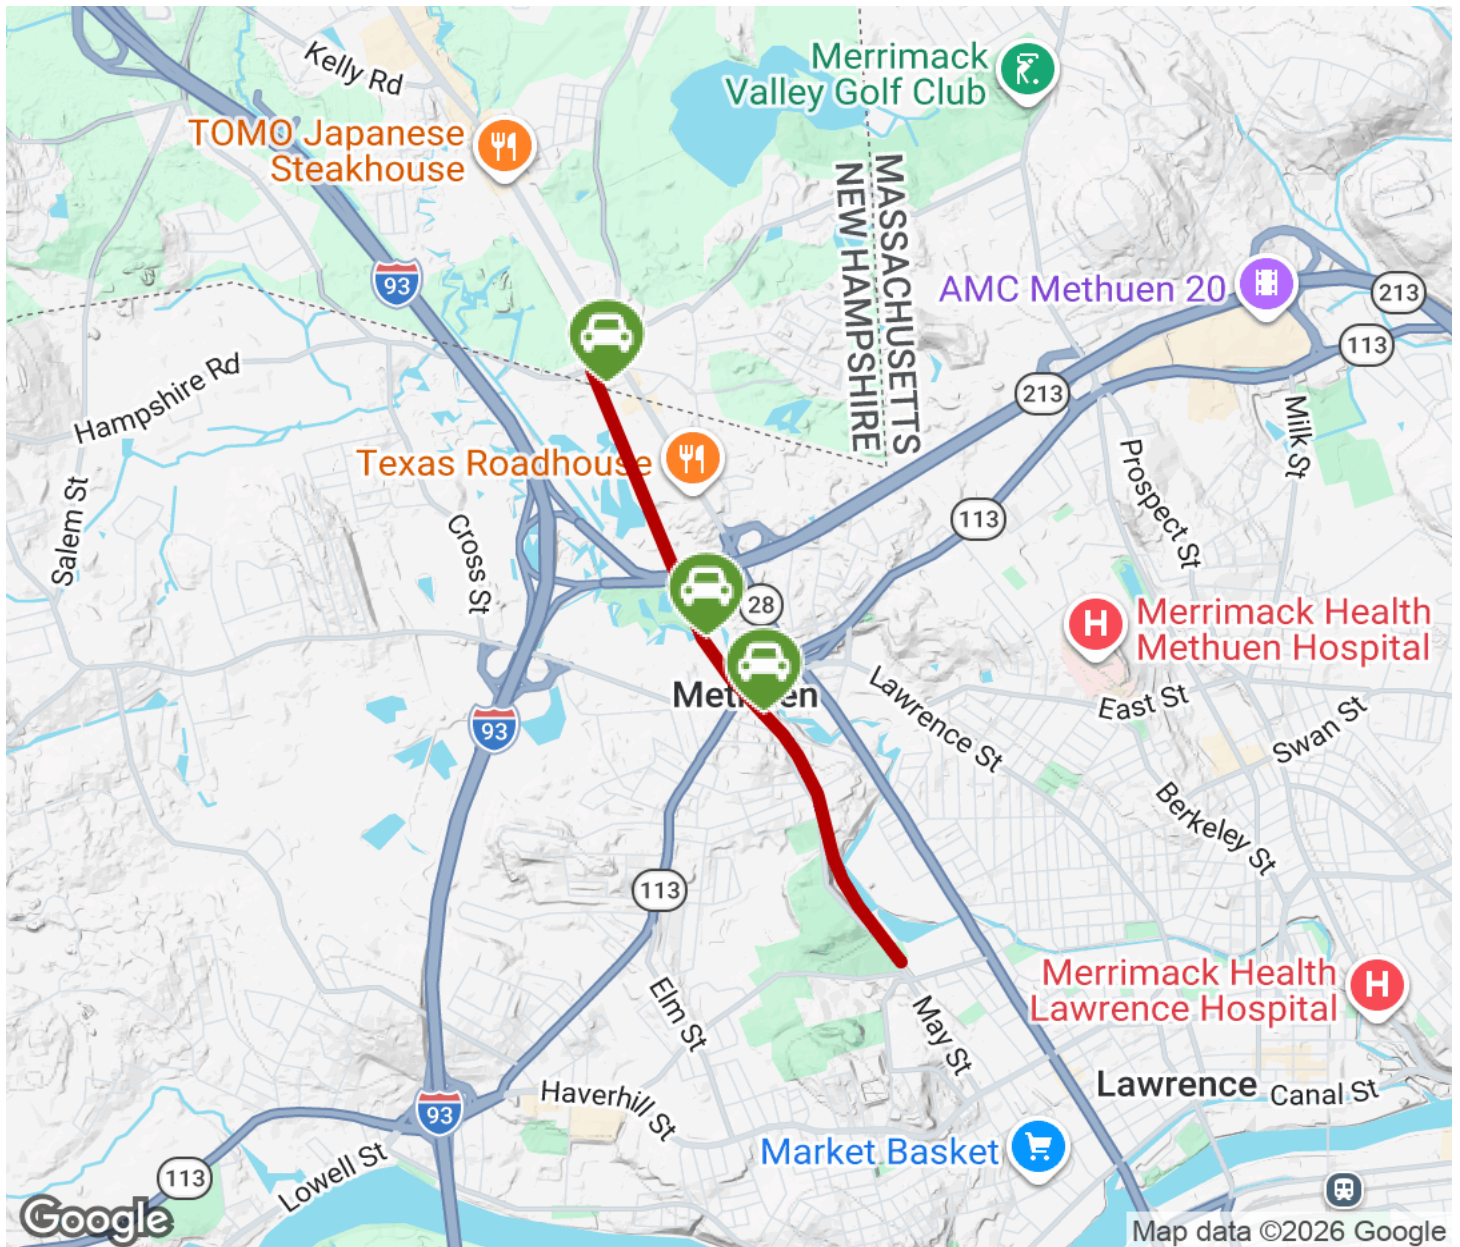 Kelly Rd
Merrimack
Valley Golf Club
TOMO Japanese
Steakhouse
MASSACHUSETTS
NEW HAMPSHIRE
93
AMC Methuen 20
213
113
Hampshire Rd
213
Texas Roadhouse
Milk St
Prospect St
Salem St
113
Cross St
28
Merrimack Health
Methuen Hospital
Methuen
Lawrence St
East St
Swan St
93
Berkeley St
113
Merrimack Health
Lawrence Hospital
Elm St
May St
Lawrence
Canal St
Haverhill St
93
Market Basket
113
Lowell St
Google
Map data ©2026 Google